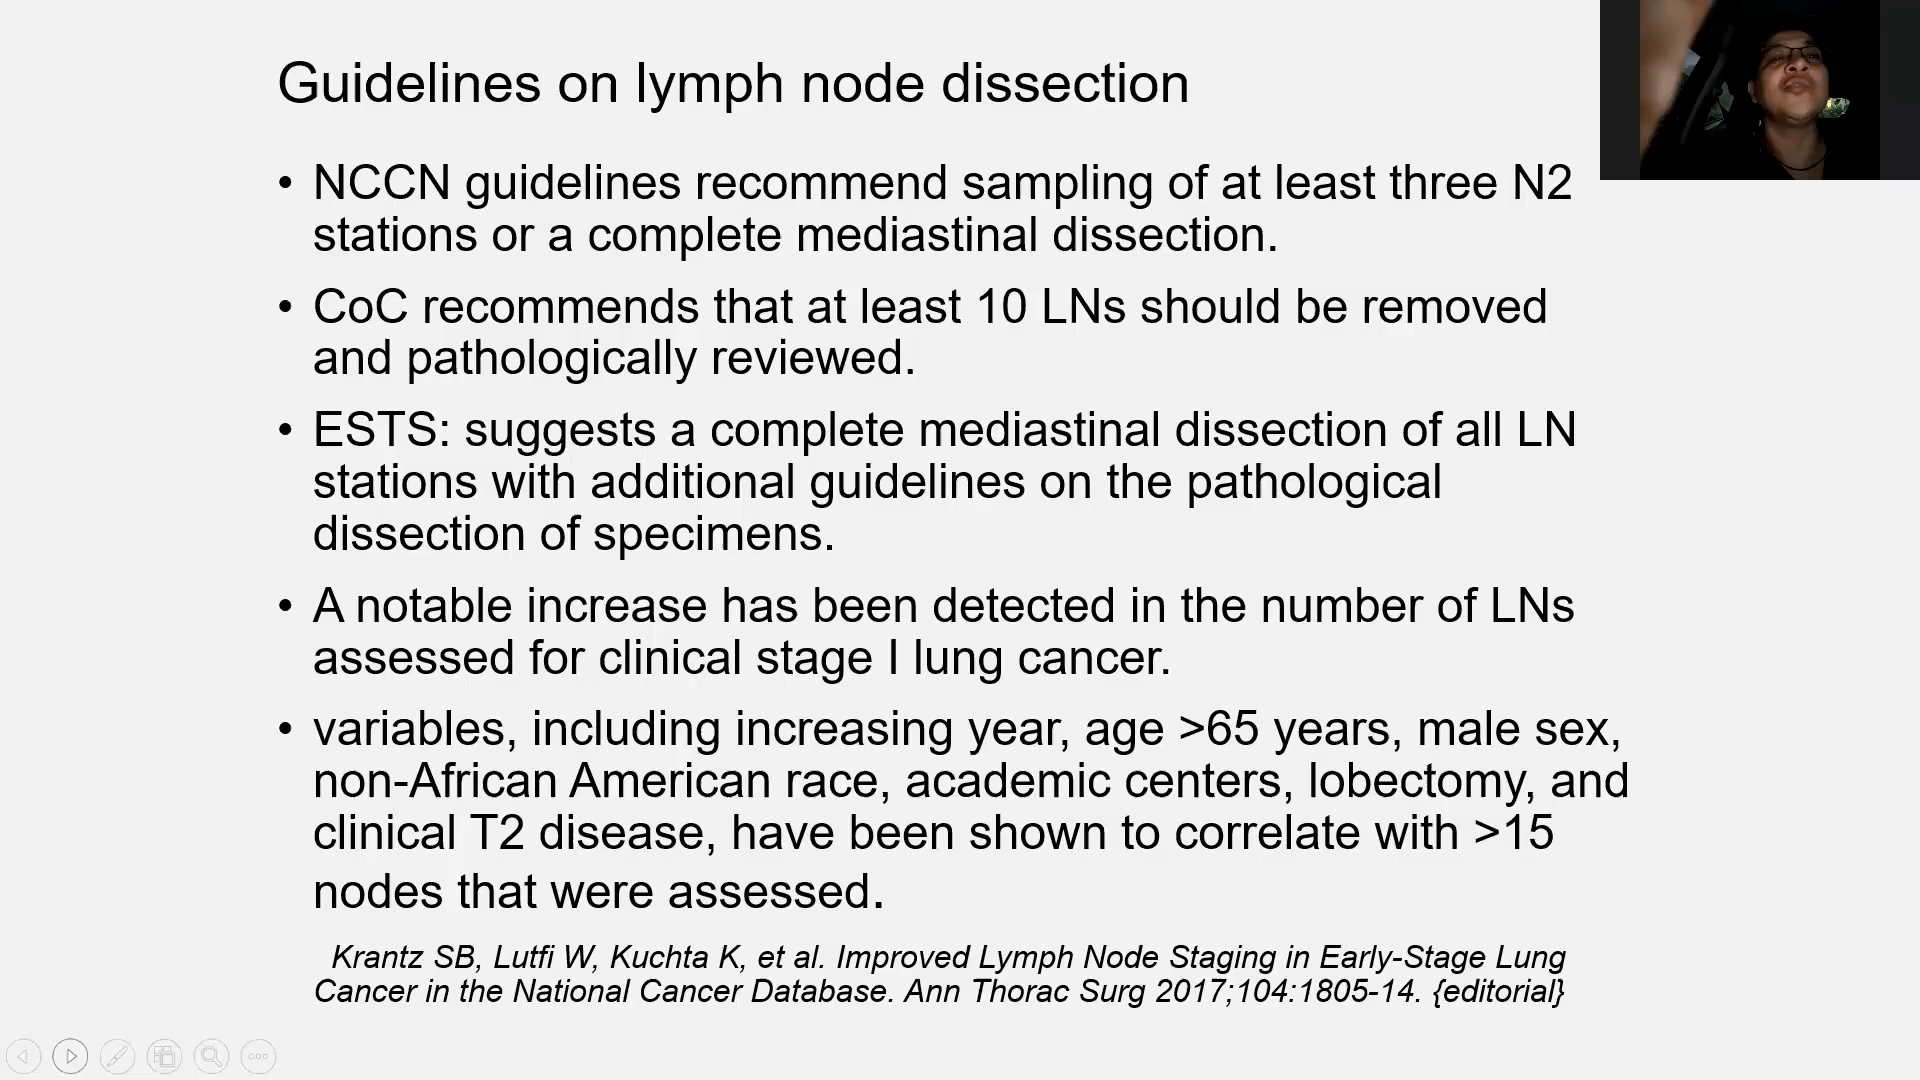 Guidelines on lymph node dissection
• NCCN guidelines recommend sampling of at least three N2
stations or a complete mediastinal dissection.
• CoC recommends that at least 10 LNs should be removed
and pathologically reviewed.
• ESTS: suggests a complete mediastinal dissection of all LN
stations with additional guidelines on the pathological
dissection of specimens.
• A notable increase has been detected in the number of LNs
assessed for clinical stage I lung cancer.
• variables, including increasing year, age >65 years, male sex,
non-African American race, academic centers, lobectomy, and
clinical T2 disease, have been shown to correlate with >15
nodes that were assessed.
Krantz SB, Lutfi W, Kuchta K, et al. Improved Lymph Node Staging in Early-Stage Lung
Cancer in the National Cancer Database. Ann Thorac Surg 2017;104:1805-14. {editorial}